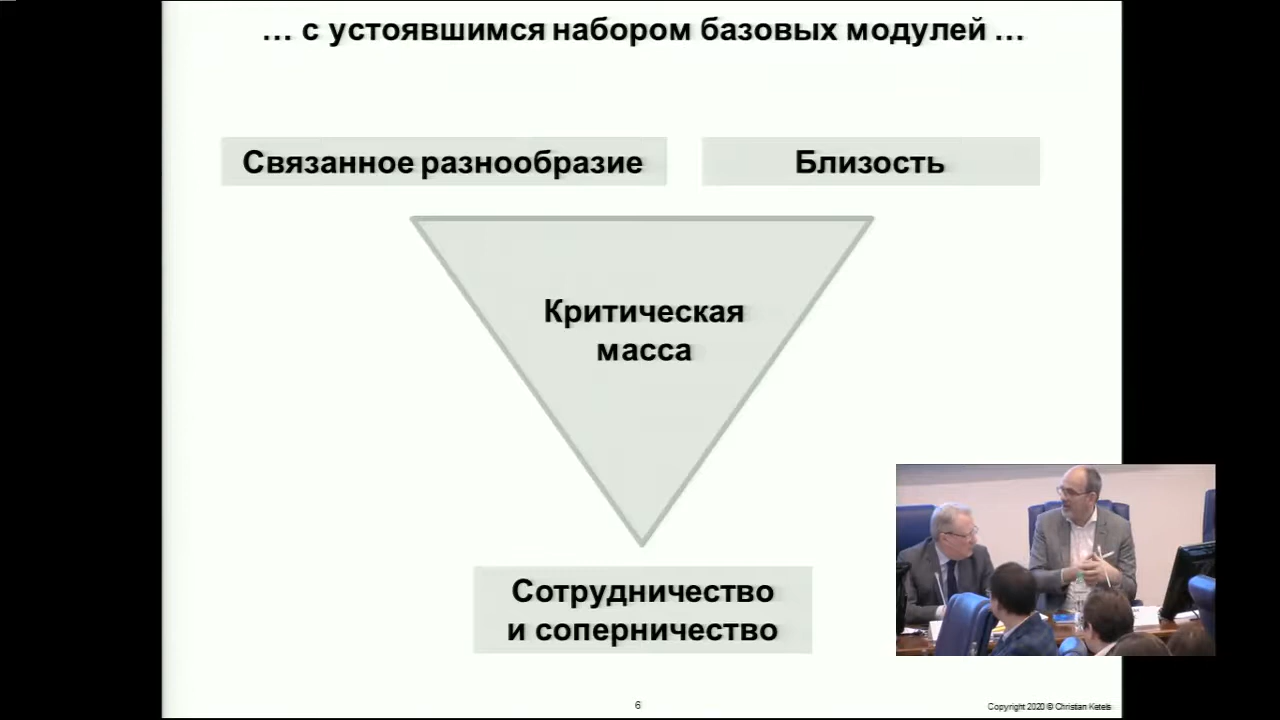 … с устоявшимся набором базовых модулей …
Связанное разнообразие
Близость
Критическая
масса
Сотрудничество
и соперничество
6
Copyright 2020 © Christian Ketels